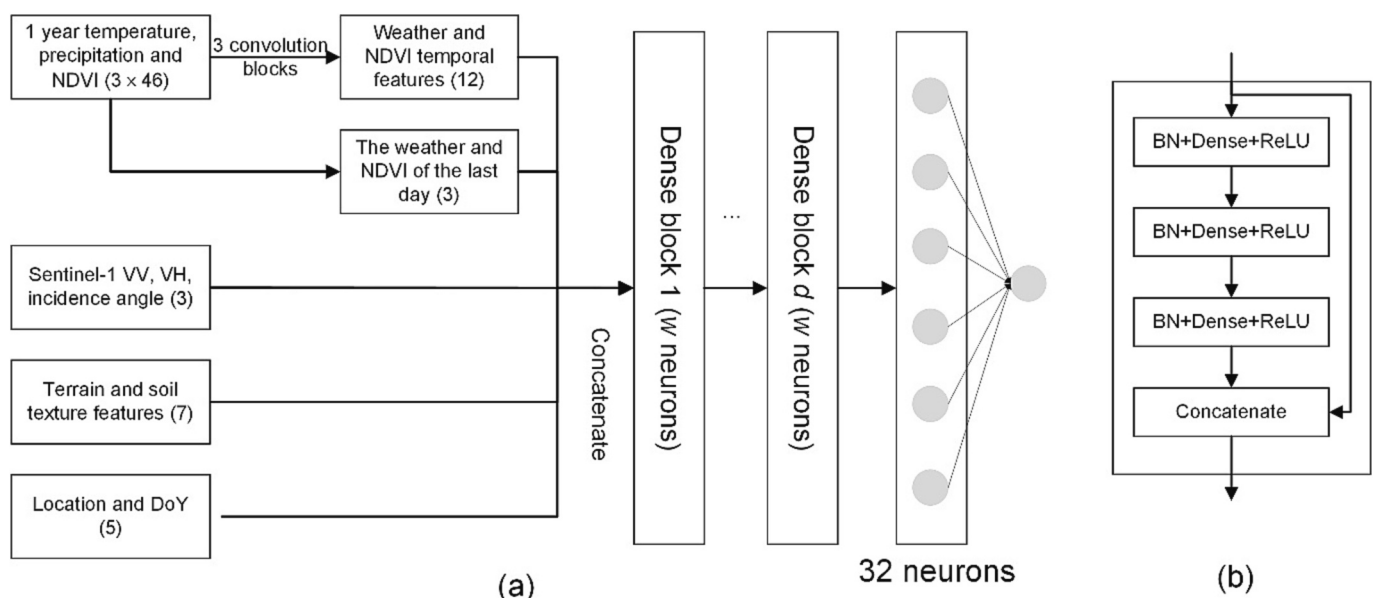 1 year temperature,
precipitation and
NDVI (3 × 46)
3 convolution
blocks
Weather and
NDVI temporal
features (12)
The weather and
NDVI of the last
day (3)
Sentinel-1 VV, VH,
incidence angle (3)
Terrain and soil
texture features (7)
Location and DoY
(5)
Concatenate
Dense block 1 (w neurons)
...
Dense block d (w neurons)
32 neurons
(a)
BN+Dense+ReLU
BN+Dense+ReLU
BN+Dense+ReLU
Concatenate
(b)